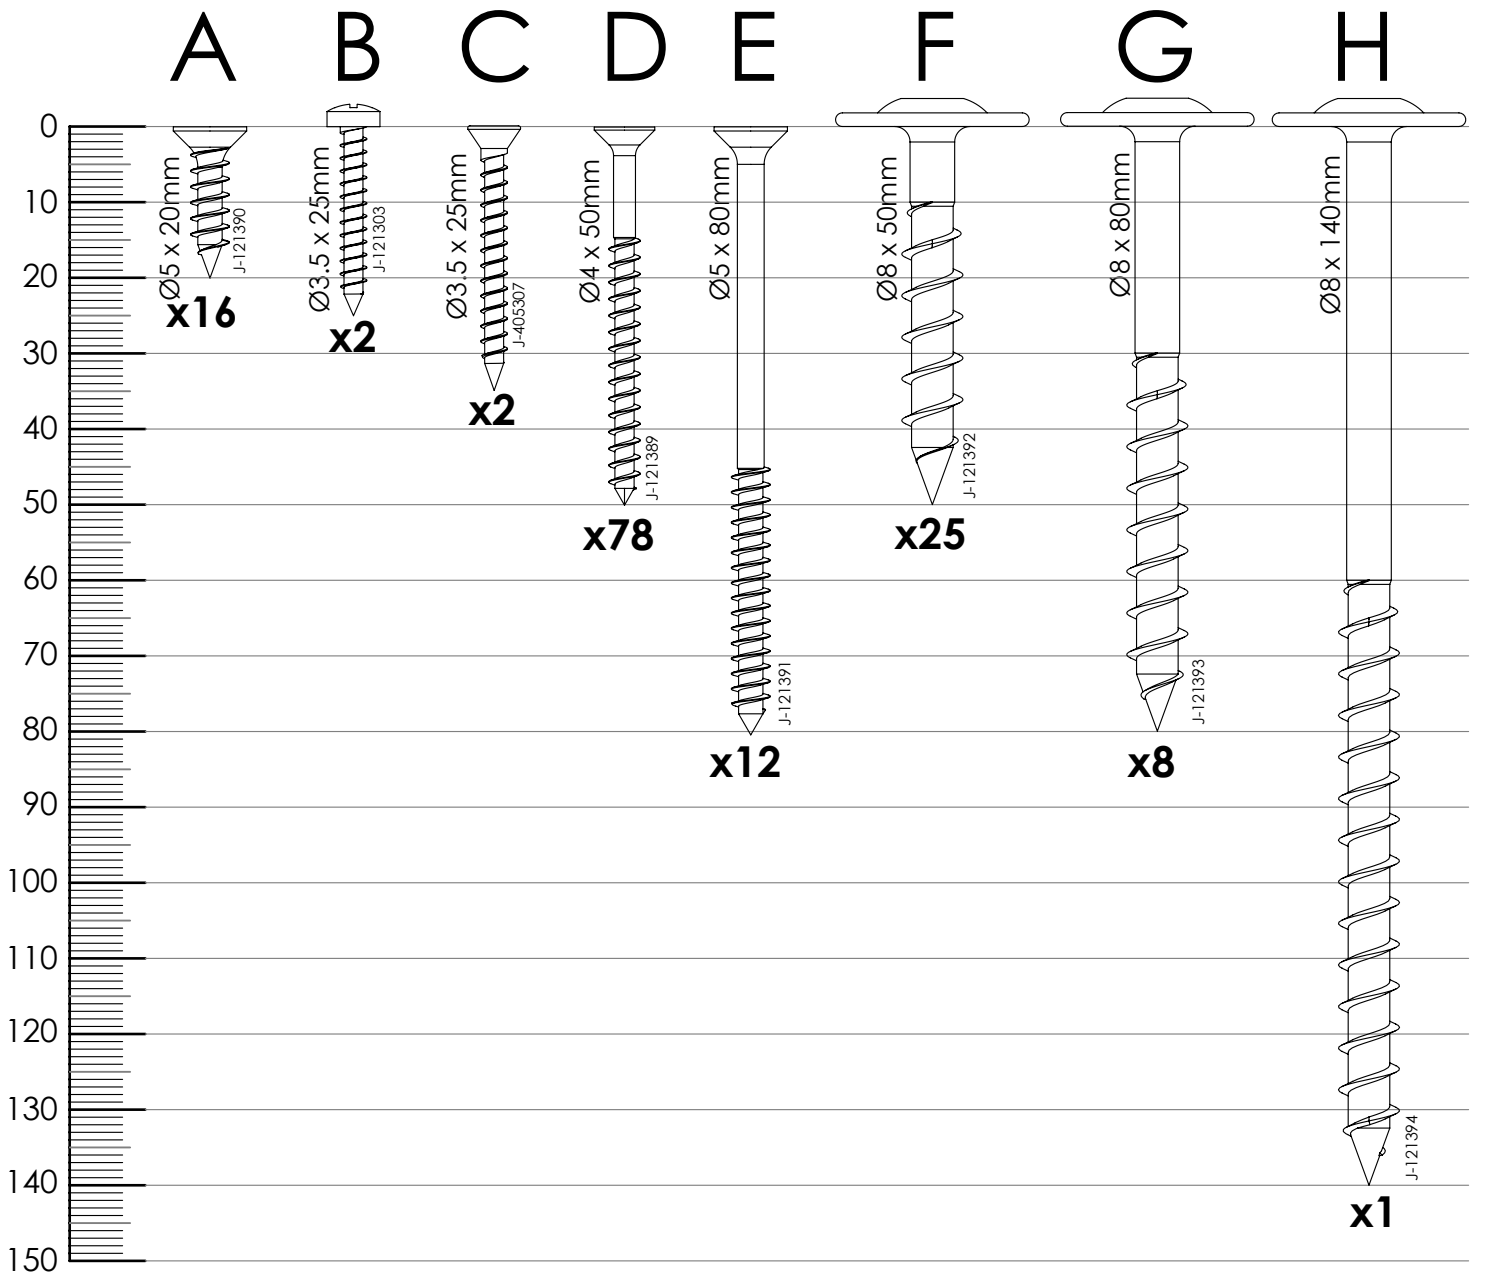 A B C D E F G H
0
10
20
30
40
50
60
70
80
90
100
110
120
130
140
150
Ø5 x 20mm
J-121390
x16
Ø3.5 x 25mm
J-121303
x2
Ø3.5 x 25mm
J-405307
x2
Ø4 x 50mm
J-121389
x78
Ø5 x 80mm
J-121391
x12
Ø8 x 50mm
J-121392
x25
Ø8 x 80mm
J-121393
x8
Ø8 x 140mm
J-121394
x1